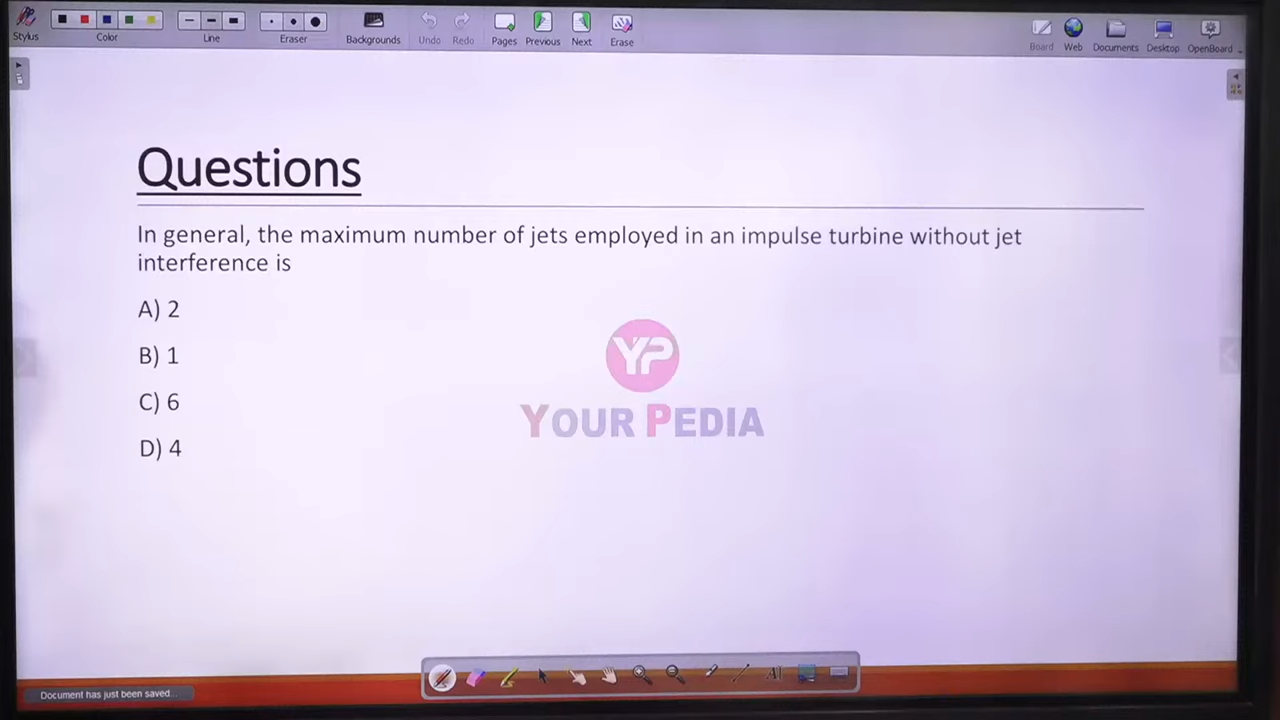 Stylus
Color
Line
Eraser
Backgrounds
Undo
Redo
Pages
Previous
Next
Erase
Board
Web
Documents
Desktop
OpenBoard
Questions
In general, the maximum number of jets employed in an impulse turbine without jet
interference is
A) 2
B) 1
C) 6
D) 4
YP
YOUR PEDIA
AI
Document has just been saved...